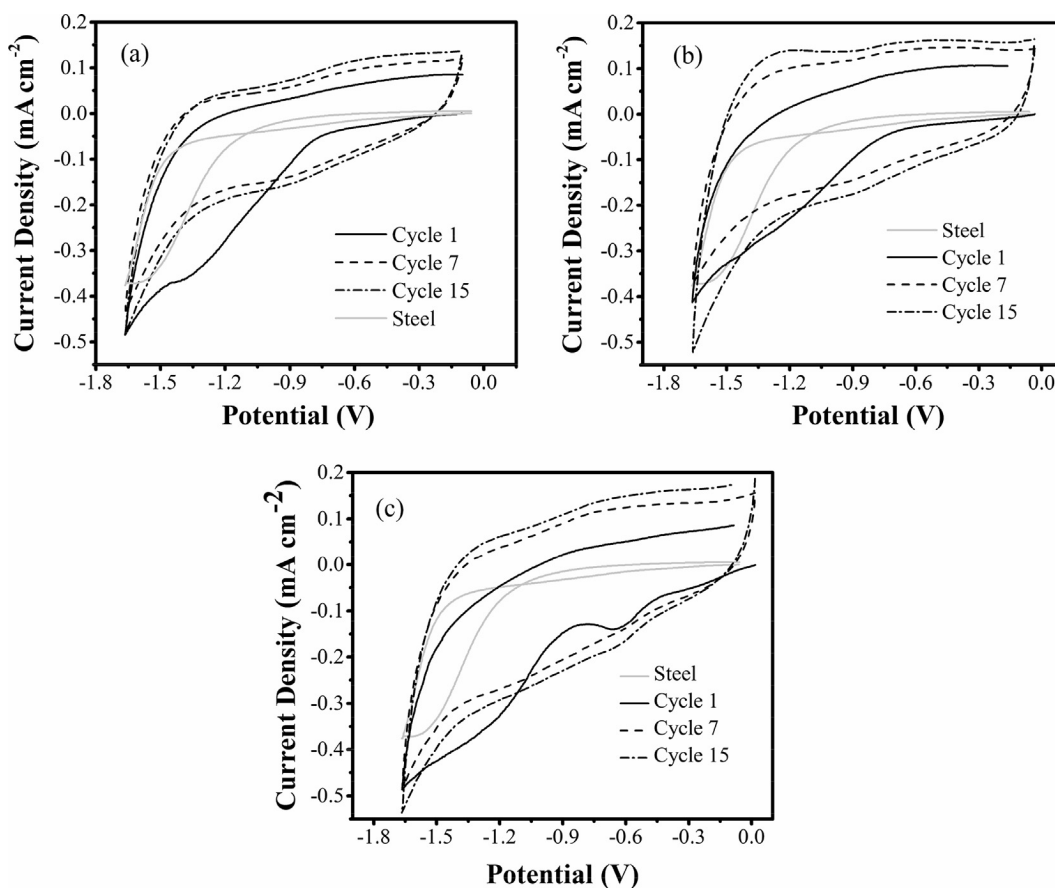 (a)
Current Density (mA cm-2)
0.2
0.1
0.0
-0.1
-0.2
-0.3
-0.4
-0.5
Cycle 1
Cycle 7
Cycle 15
Steel
-1.8 -1.5 -1.2 -0.9 -0.6 -0.3 0.0
Potential (V)
(b)
Current Density (mA cm-2)
0.2
0.1
0.0
-0.1
-0.2
-0.3
-0.4
-0.5
Steel
Cycle 1
Cycle 7
Cycle 15
-1.8 -1.5 -1.2 -0.9 -0.6 -0.3 0.0
Potential (V)
(c)
Current Density (mA cm-2)
0.2
0.1
0.0
-0.1
-0.2
-0.3
-0.4
-0.5
Steel
Cycle 1
Cycle 7
Cycle 15
-1.8 -1.5 -1.2 -0.9 -0.6 -0.3 0.0
Potential (V)